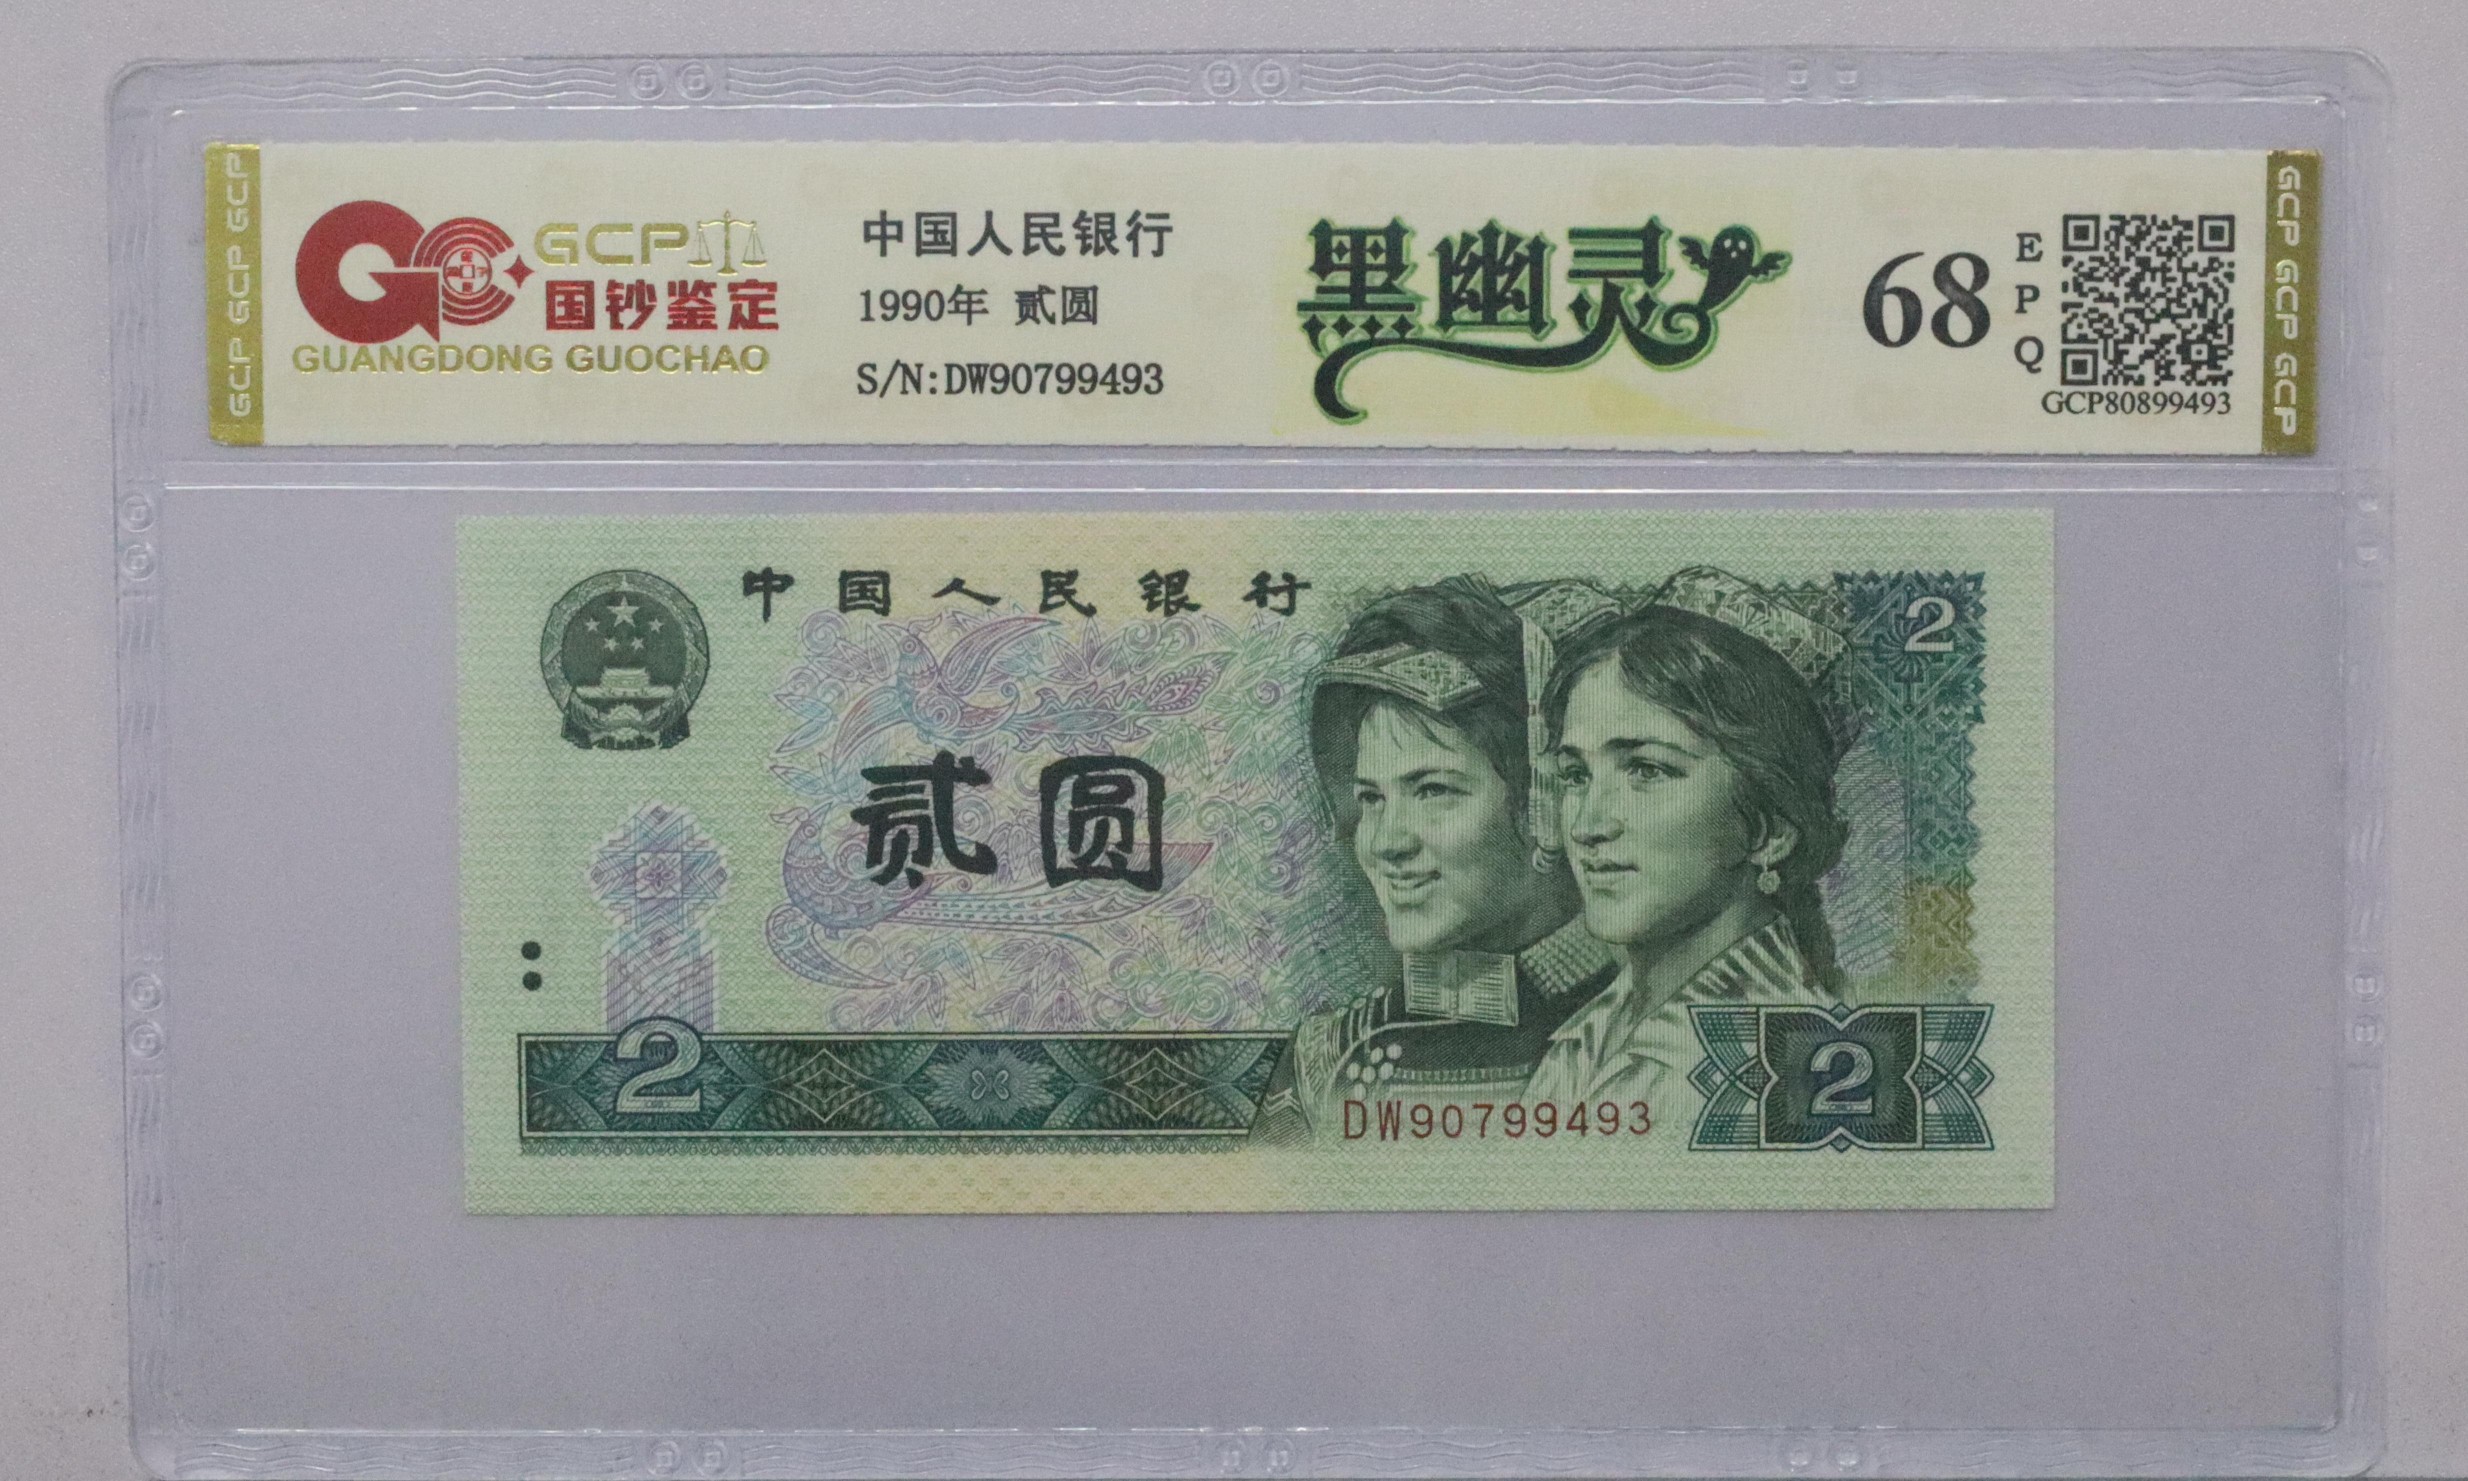 GCP GCP GCP
GCP
国钞鉴定
GUANGDONG GUOCHAO
中国人民银行
1990年 贰圆
S/N:DW90799493
黑幽灵
68
E
P
Q
GCP80899493
GCP GCP GCP
中国人民银行
2
贰圆
2
2
DW90799493